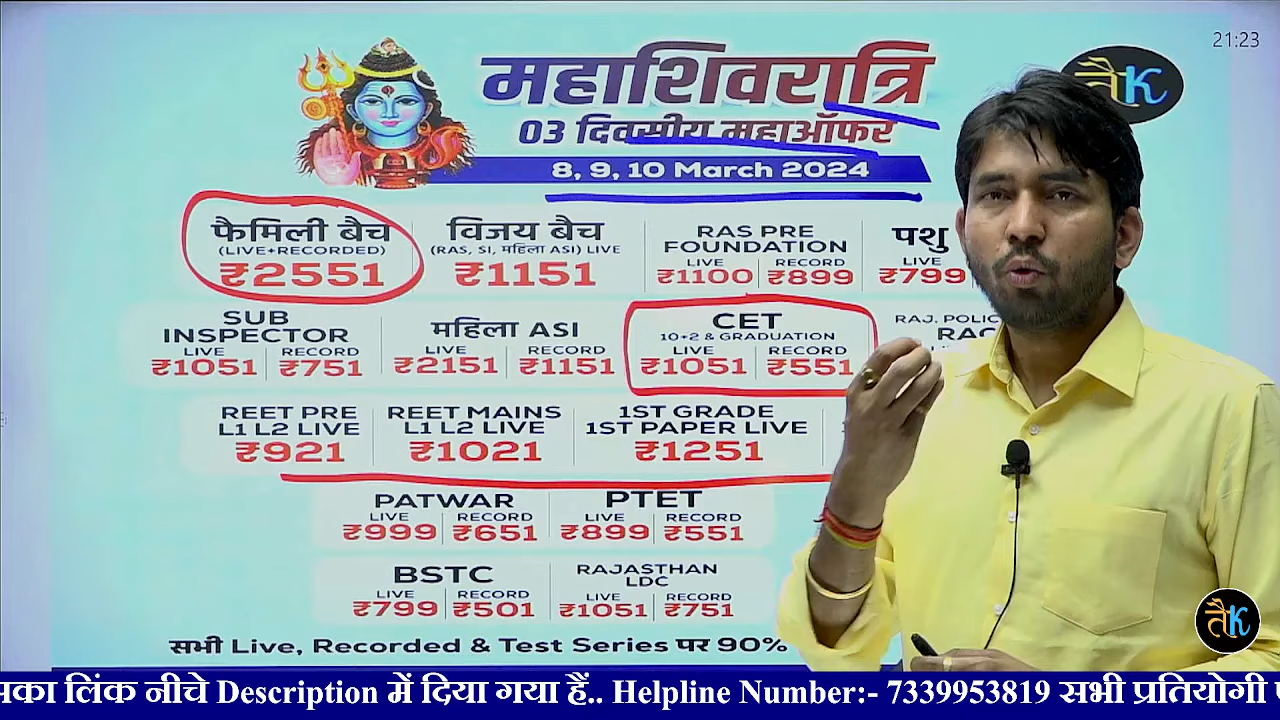 21:23
तैK
महाशिवरात्रि
03 दिवसीय महाऑफर
8, 9, 10 March 2024
फैमिली बैच
(LIVE+RECORDED)
₹2551
विजय बैच
(RAS, SI, महिला ASI) LIVE
₹1151
RAS PRE
FOUNDATION
LIVE RECORD
₹1100 ₹899
पशु
LIVE
₹799
SUB
INSPECTOR
LIVE RECORD
₹1051 ₹751
महिला ASI
LIVE RECORD
₹2151 ₹1151
CET
10+2 & GRADUATION
LIVE RECORD
₹1051 ₹551
RAJ.
REET PRE
L1 L2 LIVE
₹921
REET MAINS
L1 L2 LIVE
₹1021
1ST GRADE
1ST PAPER LIVE
₹1251
PATWAR
LIVE RECORD
₹999 ₹651
PTET
LIVE RECORD
₹899 ₹551
BSTC
LIVE RECORD
₹799 ₹501
RAJASTHAN
LDC
LIVE RECORD
₹1051 ₹751
सभी Live, Recorded & Test Series पर 90%
तैK
लिंक नीचे Description में दिया गया हैं.. Helpline Number:- 7339953819 सभी प्रतियोगी